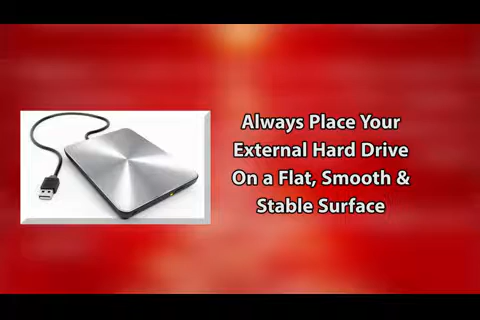 Always Place Your
External Hard Drive
On a Flat, Smooth &
Stable Surface